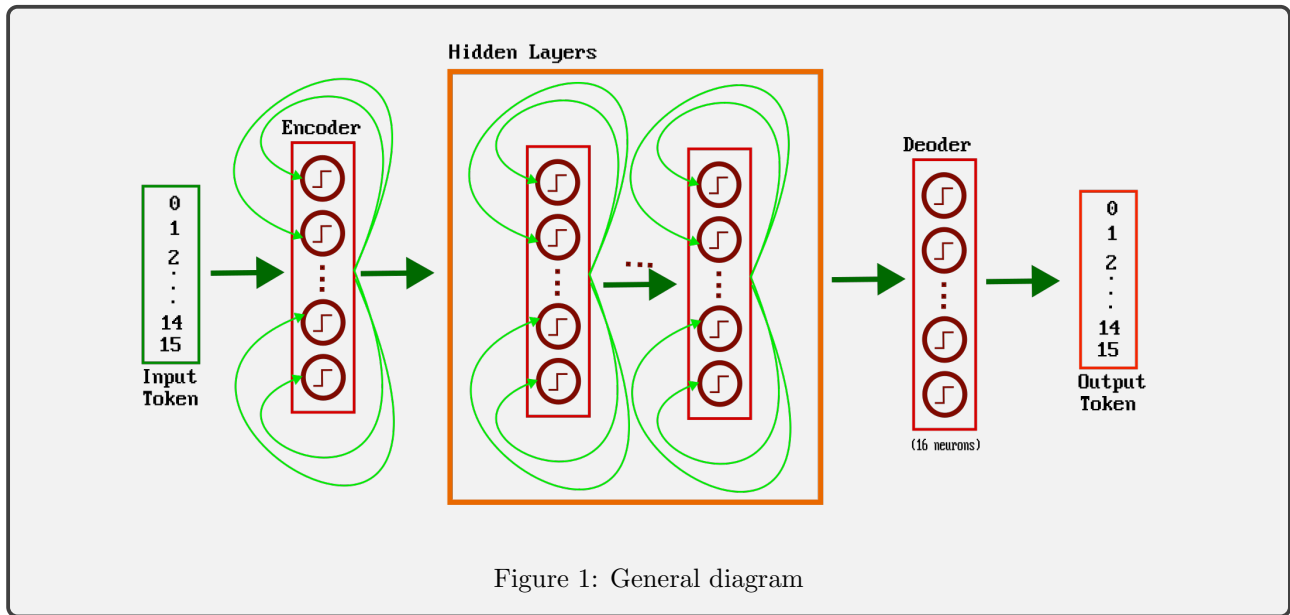 Hidden Layers
Encoder
Deoder
0
1
2
.
.
.
14
15
Input
Token
0
1
2
.
.
.
14
15
Output
Token
(16 neurons)
Figure 1: General diagram